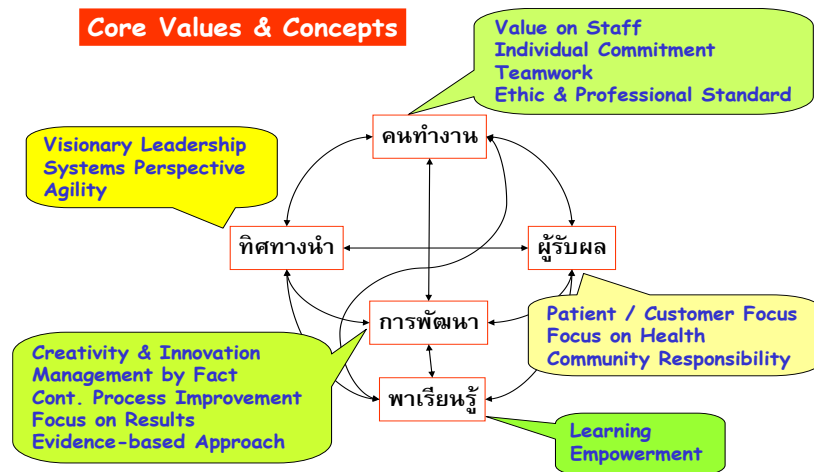 Core Values & Concepts
Value on Staff
Individual Commitment
Teamwork
Ethic & Professional Standard
คนทำงาน
Visionary Leadership
Systems Perspective
Agility
ทิศทางนำ
ผู้รับผล
การพัฒนา
Patient / Customer Focus
Focus on Health
Community Responsibility
Creativity & Innovation
Management by Fact
Cont. Process Improvement
Focus on Results
Evidence-based Approach
พาเรียนรู้
Learning
Empowerment